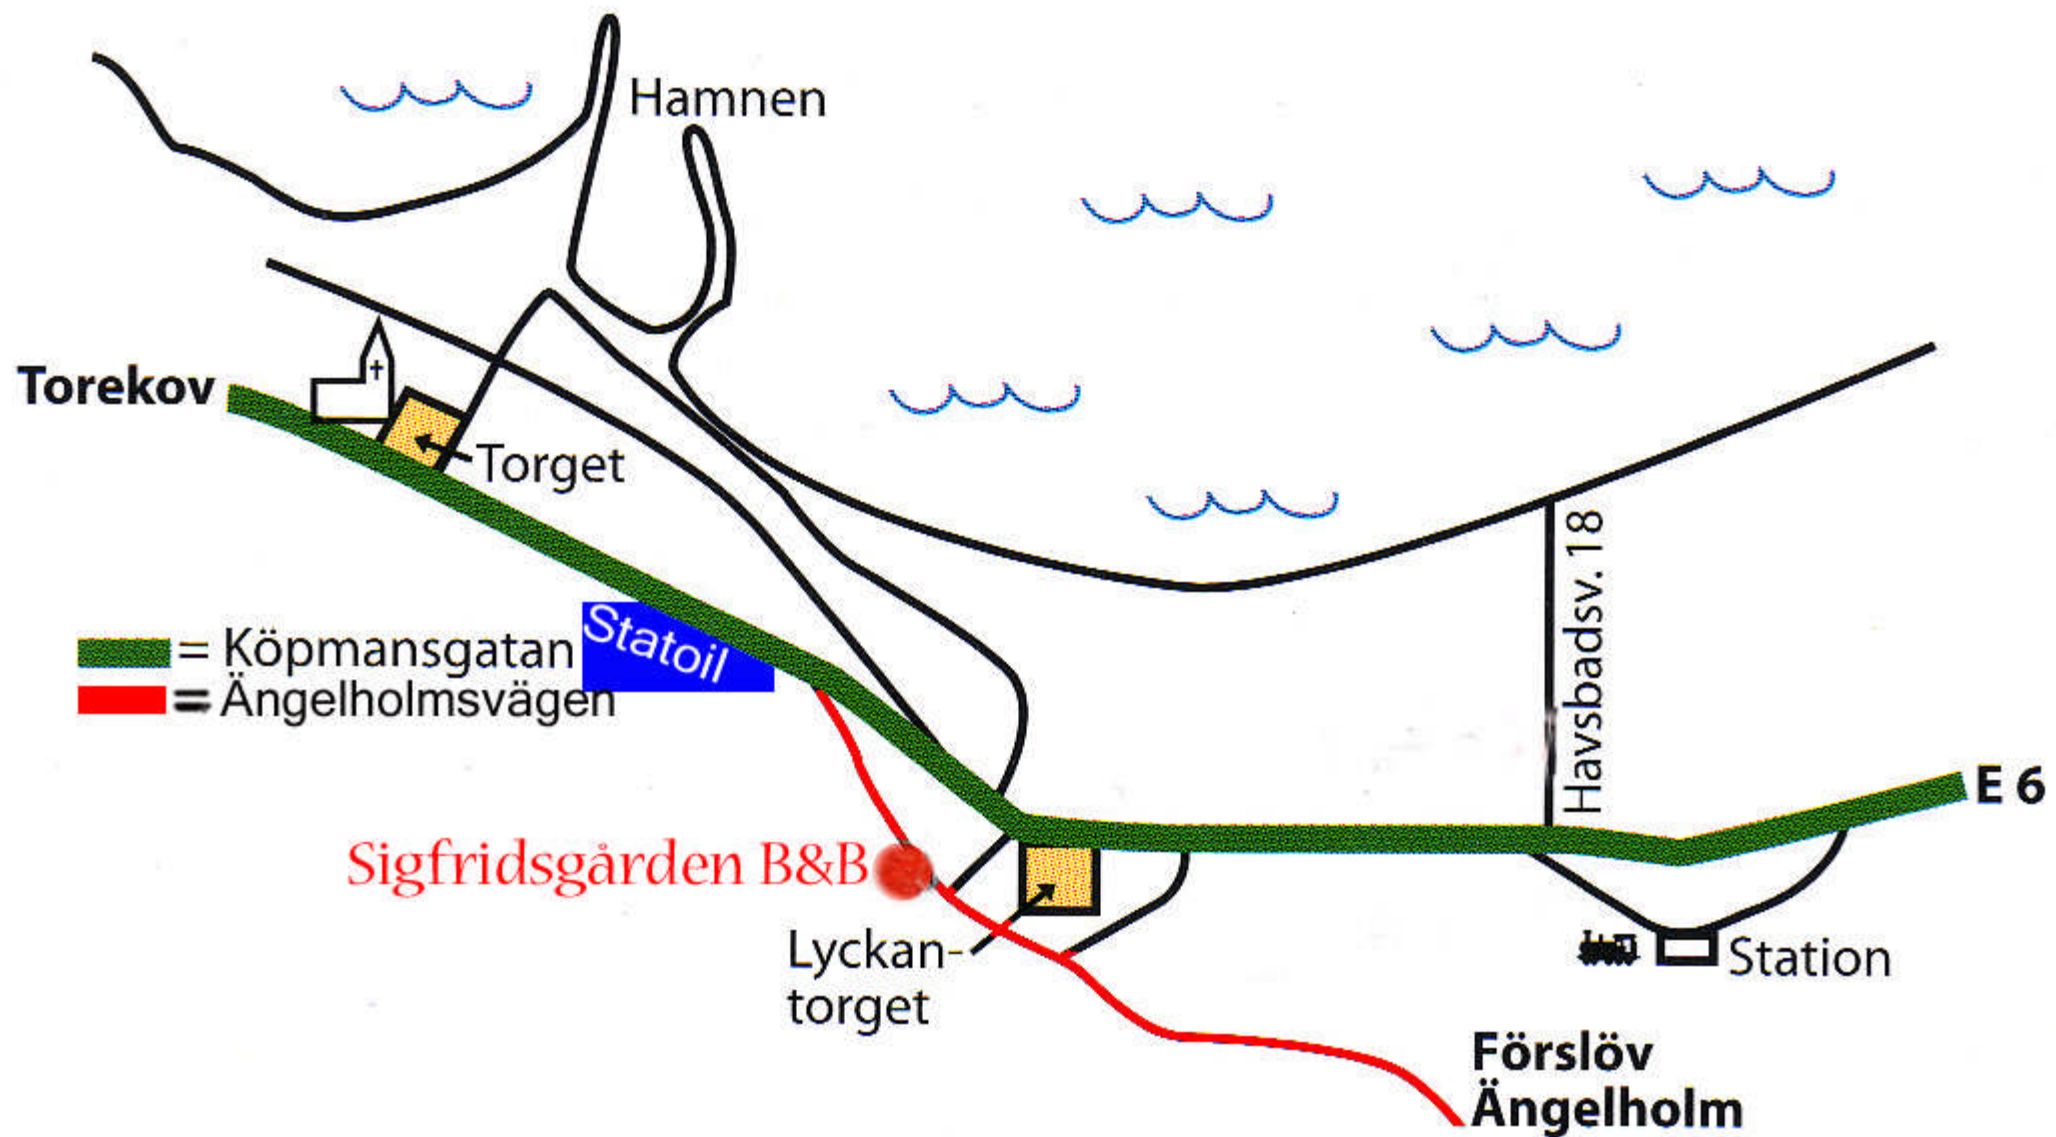 Hamnen
Torekov
Torget
Havsbadsv. 18
Statoil
= Köpmansgatan
= Ängelholmsvägen
E 6
Sigfridsgården B&B
Lyckan-
torget
Station
Förslöv
Ängelholm